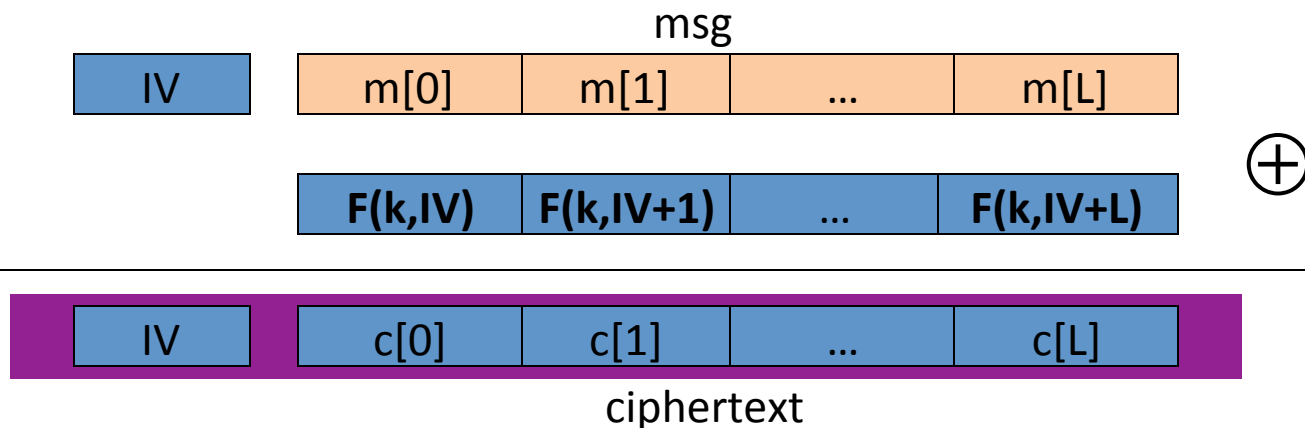 msg
IV m[0] m[1] ... m[L]
⊕
F(k,IV) F(k,IV+1) ... F(k,IV+L)
IV c[0] c[1] ... c[L]
ciphertext